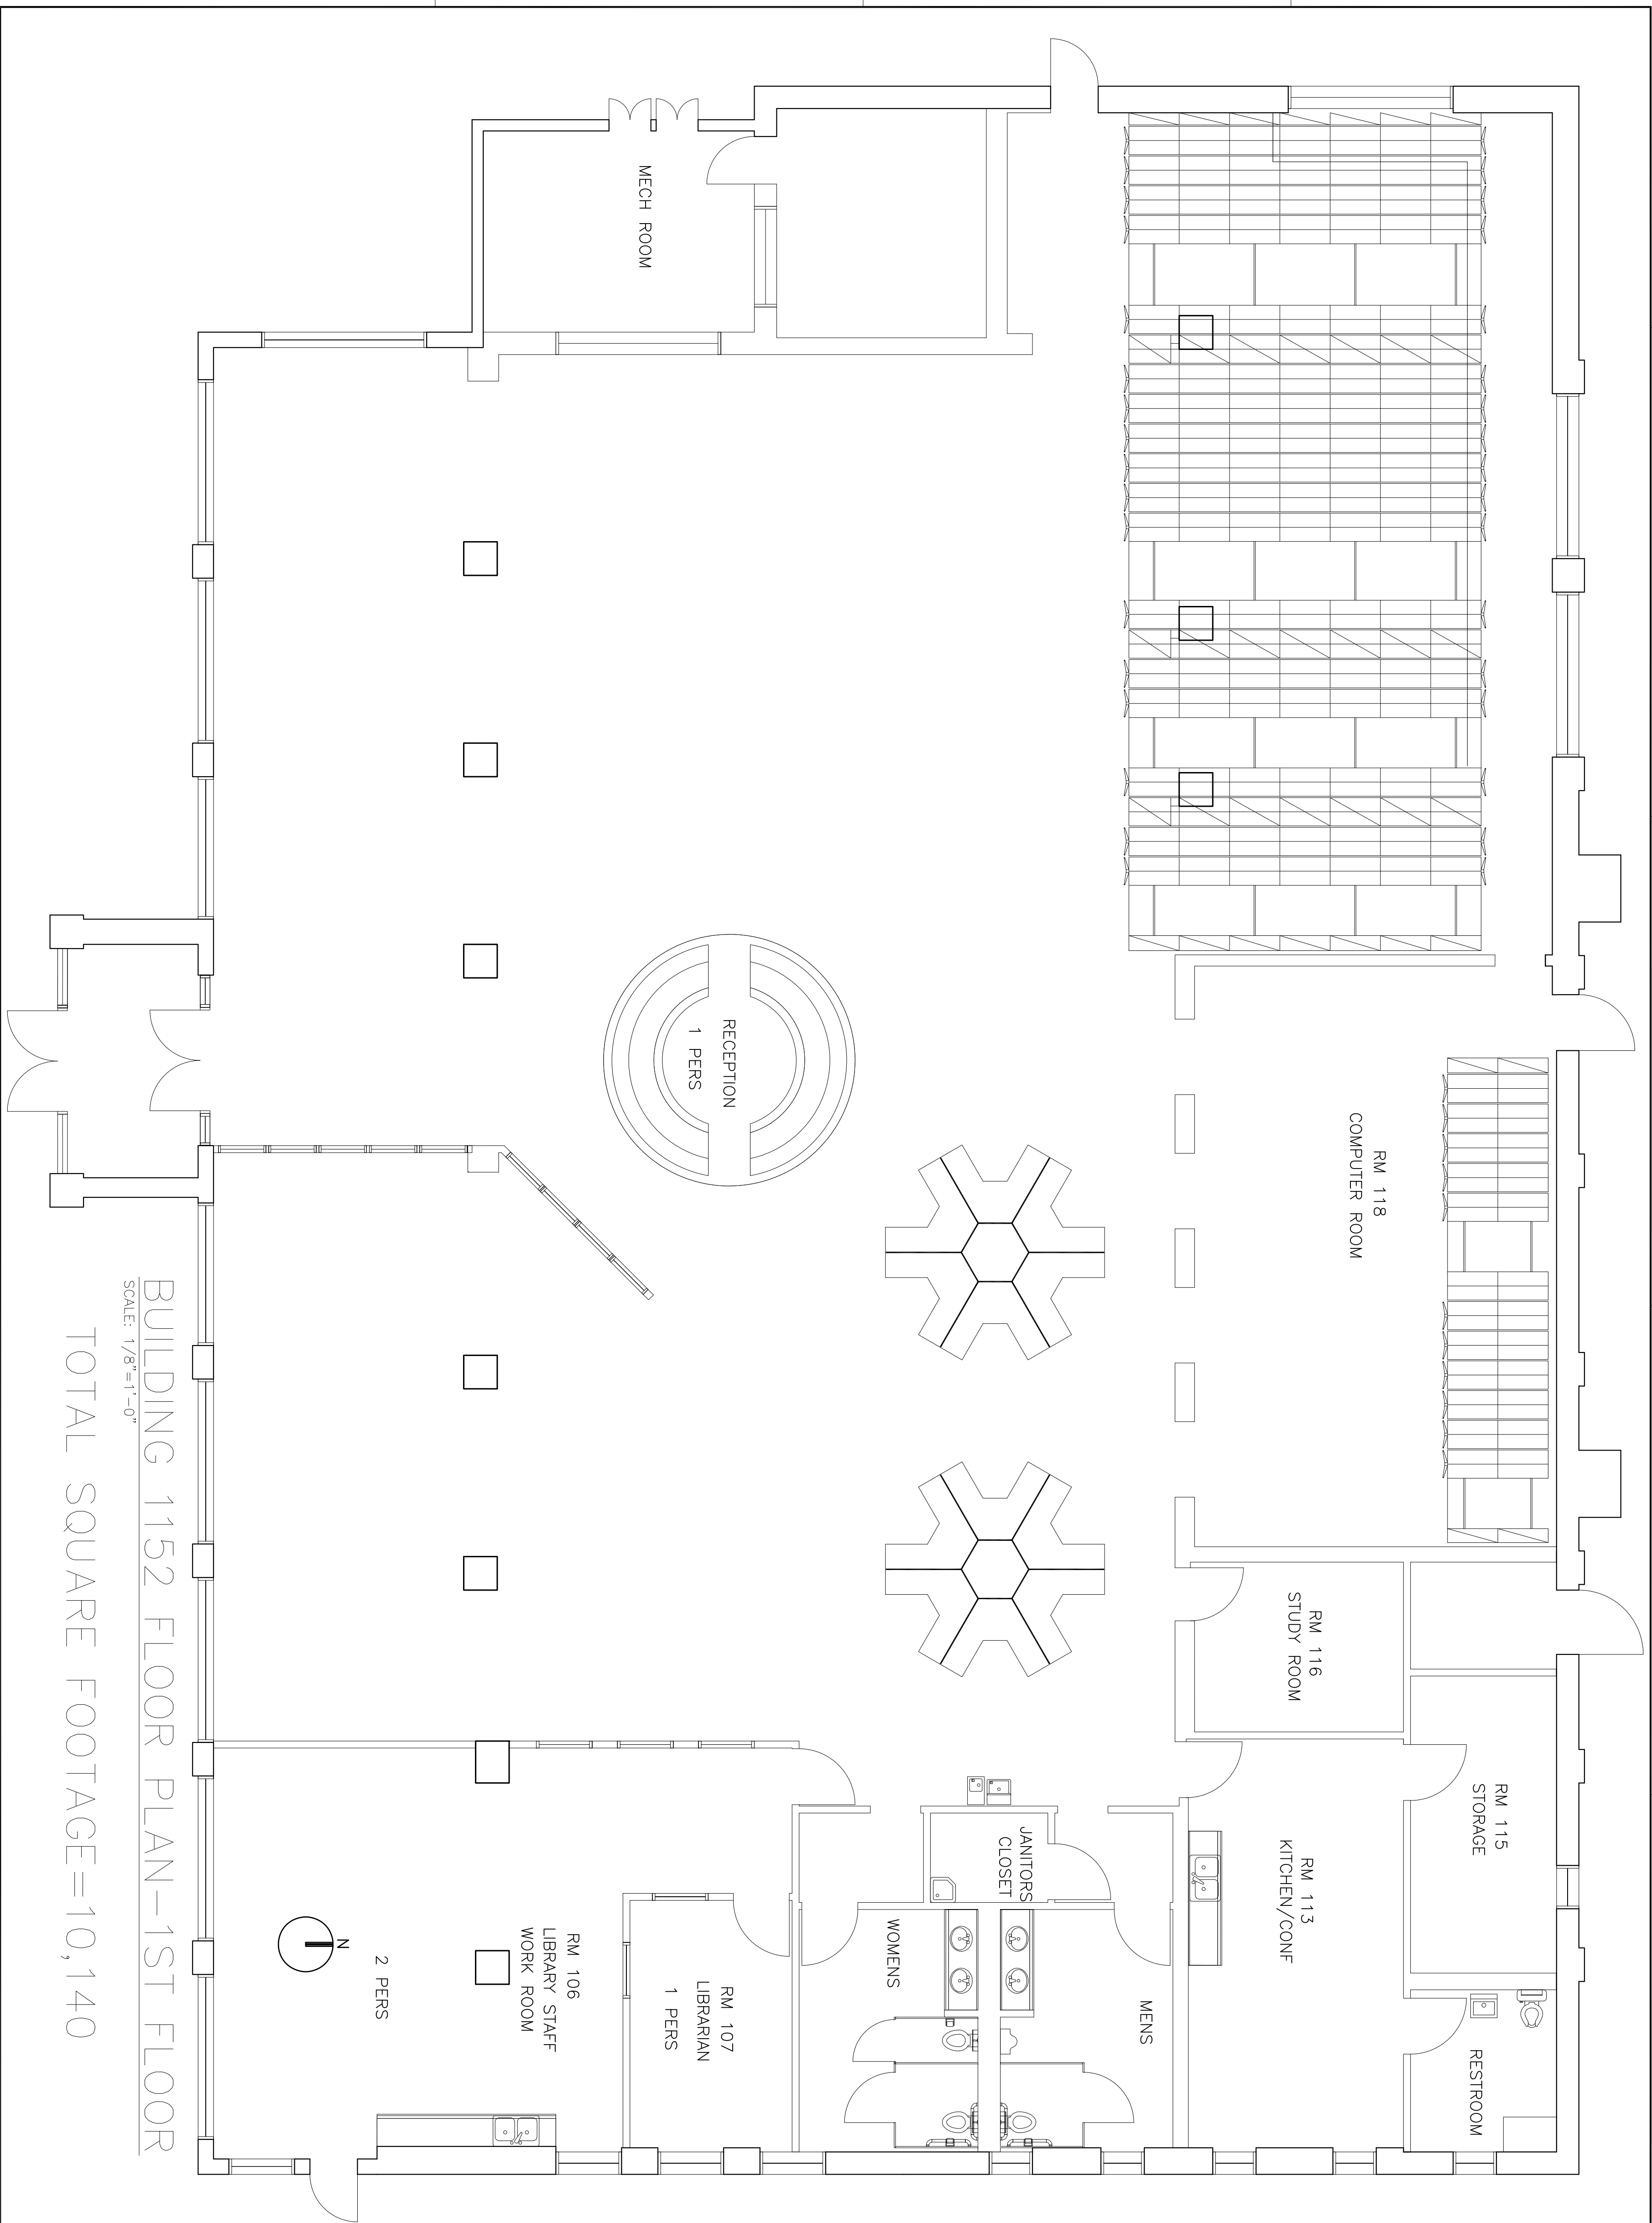 MECH ROOM
RECEPTION
1 PERS
RM 118
COMPUTER ROOM
RM 116
STUDY ROOM
RM 115
STORAGE
RM 113
KITCHEN/CONF
RESTROOM
JANITORS
CLOSET
WOMENS
MENS
RM 107
LIBRARIAN
1 PERS
RM 106
LIBRARY STAFF
WORK ROOM
2 PERS
N
BUILDING 1152 FLOOR PLAN-1ST FLOOR
SCALE: 1/8"=1'-0"
TOTAL SQUARE FOOTAGE=10,140